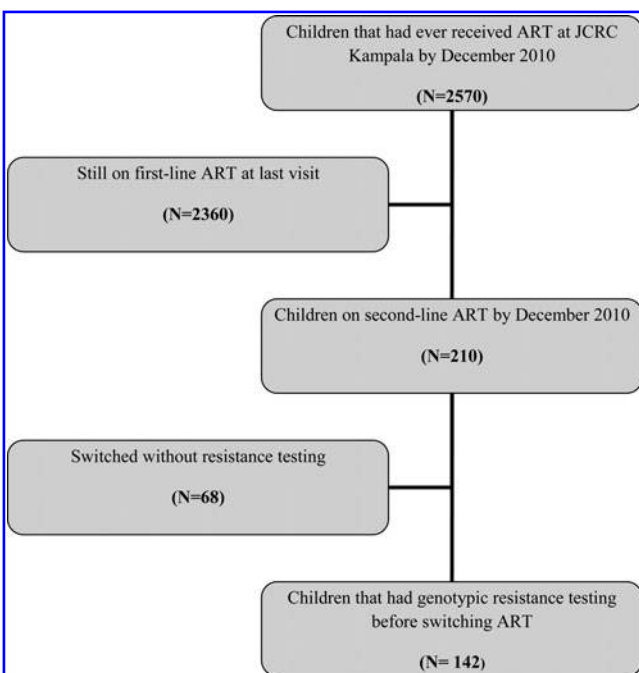 Children that had ever received ART at JCRC
Kampala by December 2010
(N=2570)
Still on first-line ART at last visit
(N=2360)
Children on second-line ART by December 2010
(N=210)
Switched without resistance testing
(N=68)
Children that had genotypic resistance testing
before switching ART
(N= 142)